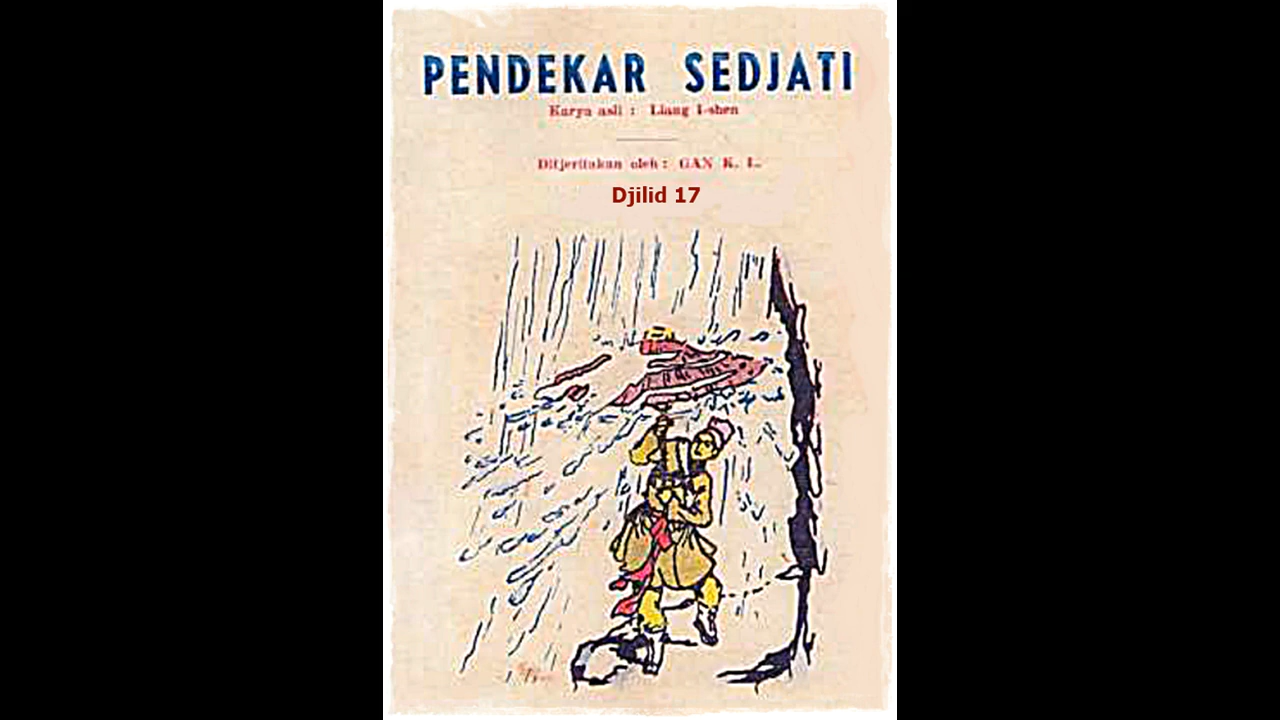 PENDEKAR SEDJATI
Karya asli : Liang I-shen
Ditjeritakan oleh : GAN K. L.
Djilid 17